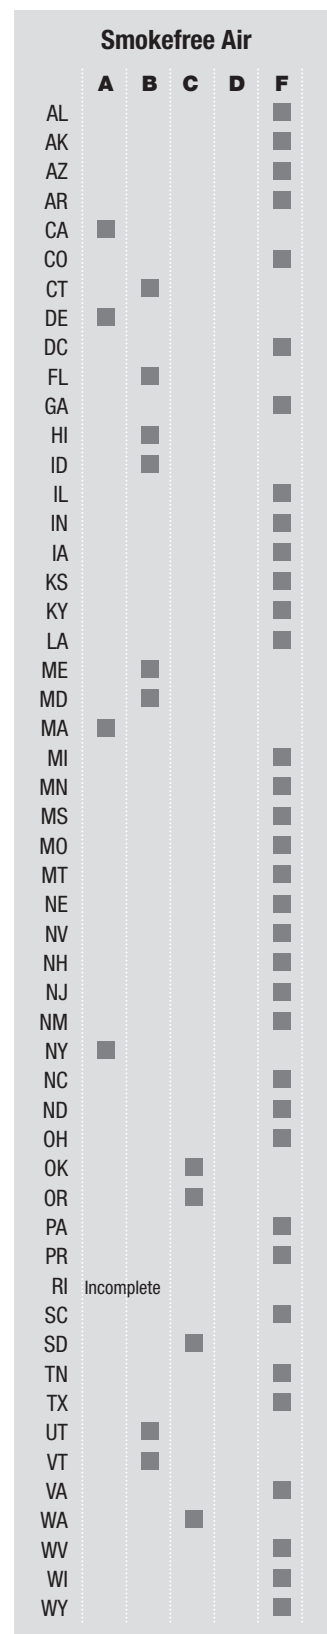 Smokefree Air
A B C D F
AL
AK
AZ
AR
CA
CO
CT
DE
DC
FL
GA
HI
ID
IL
IN
IA
KS
KY
LA
ME
MD
MA
MI
MN
MS
MO
MT
NE
NV
NH
NJ
NM
NY
NC
ND
OH
OK
OR
PA
PR
RI Incomplete
SC
SD
TN
TX
UT
VT
VA
WA
WV
WI
WY